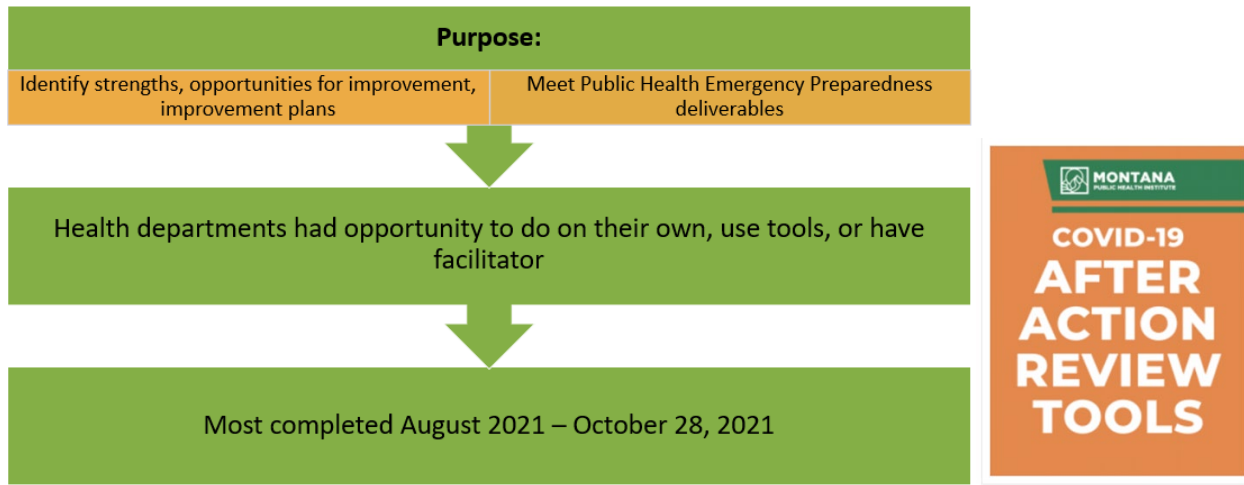 Purpose:
Identify strengths, opportunities for improvement,
improvement plans
Meet Public Health Emergency Preparedness
deliverables
Health departments had opportunity to do on their own, use tools, or have
facilitator
Most completed August 2021 – October 28, 2021
MONTANA
PUBLIC HEALTH INSTITUTE
COVID-19
AFTER
ACTION
REVIEW
TOOLS